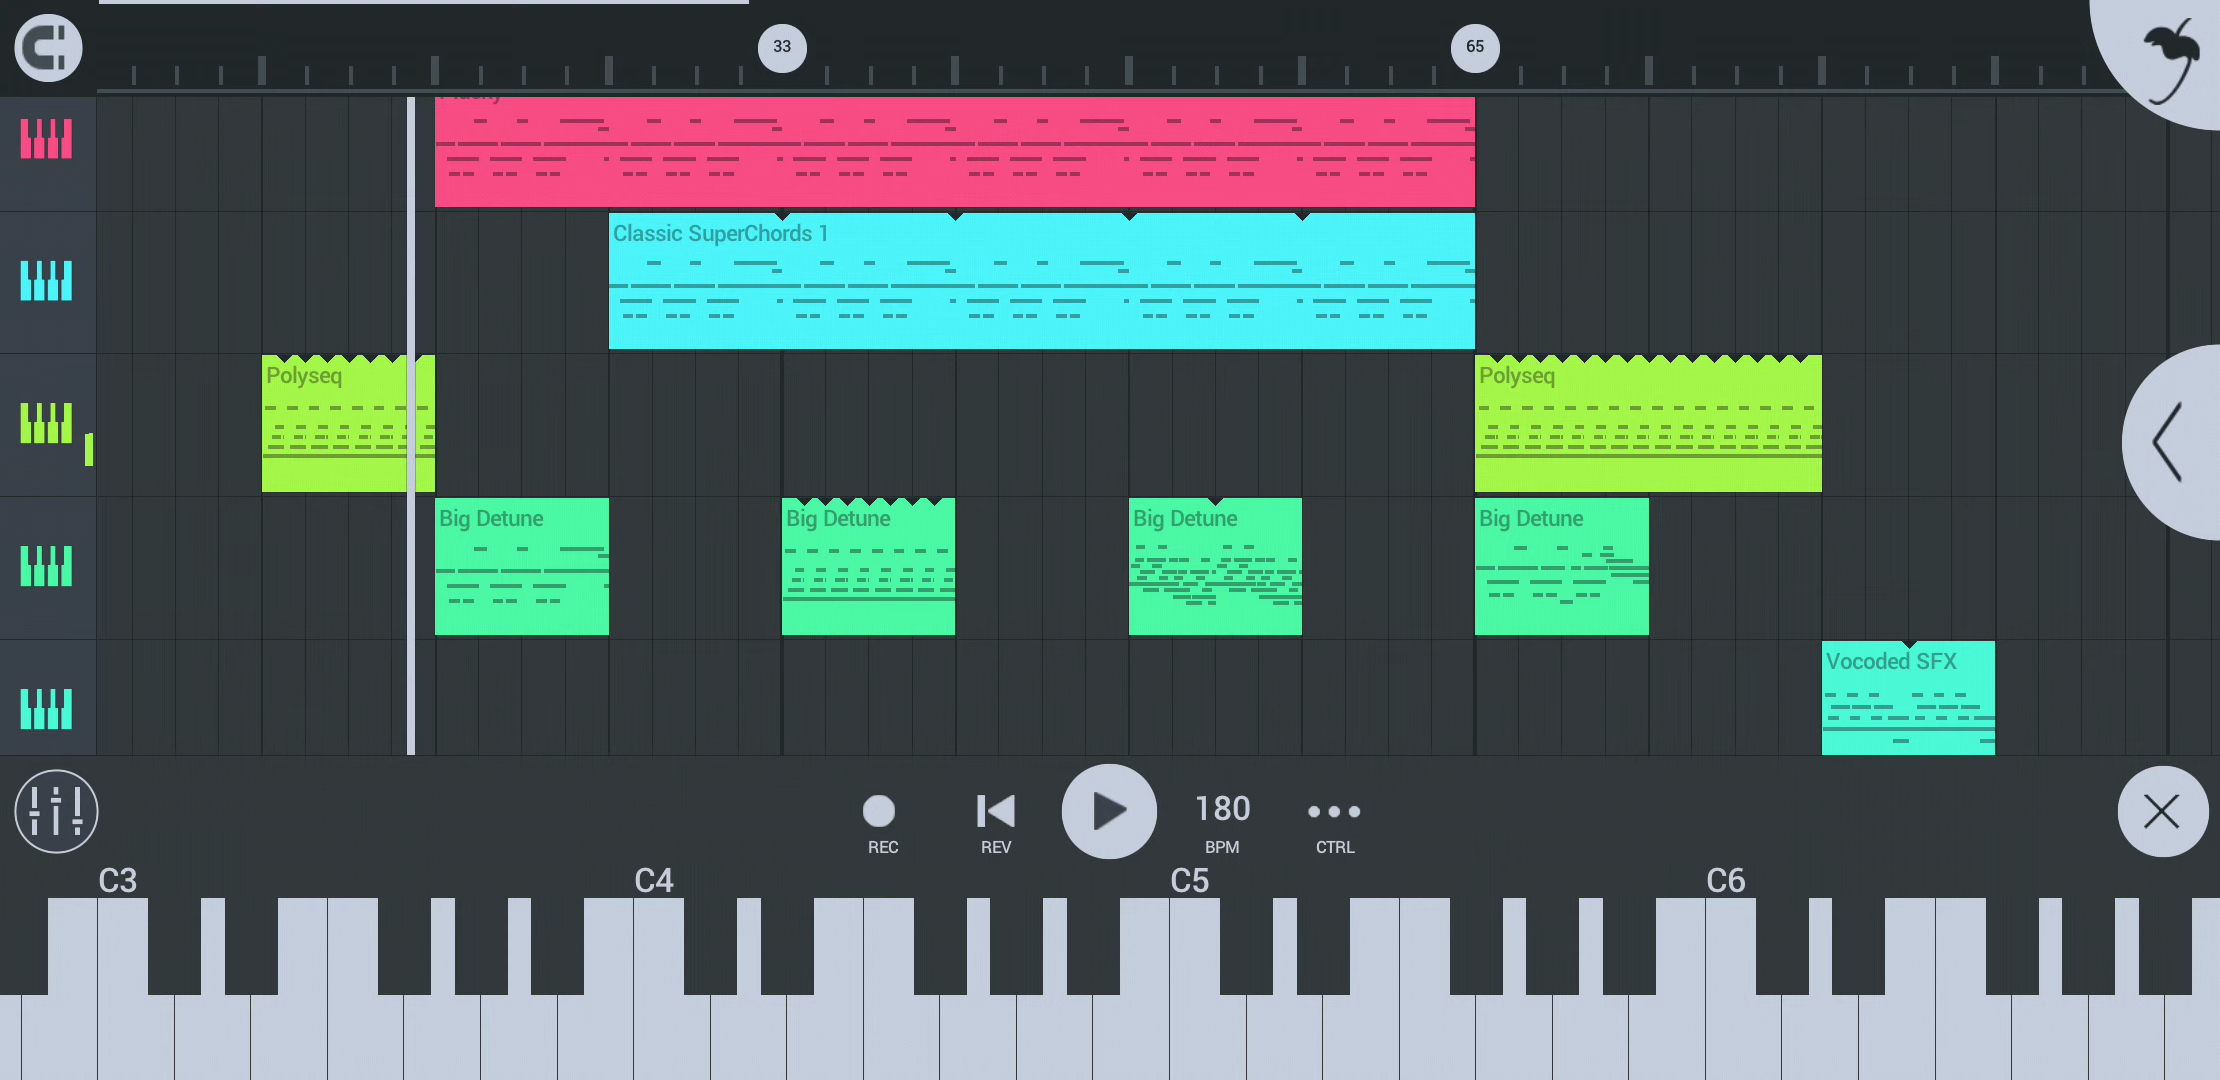 33
65
Classic SuperChords 1
Polyseq
Polyseq
Big Detune
Big Detune
Big Detune
Big Detune
Vocoded SFX
180
REC
REV
BPM
CTRL
C3
C4
C5
C6